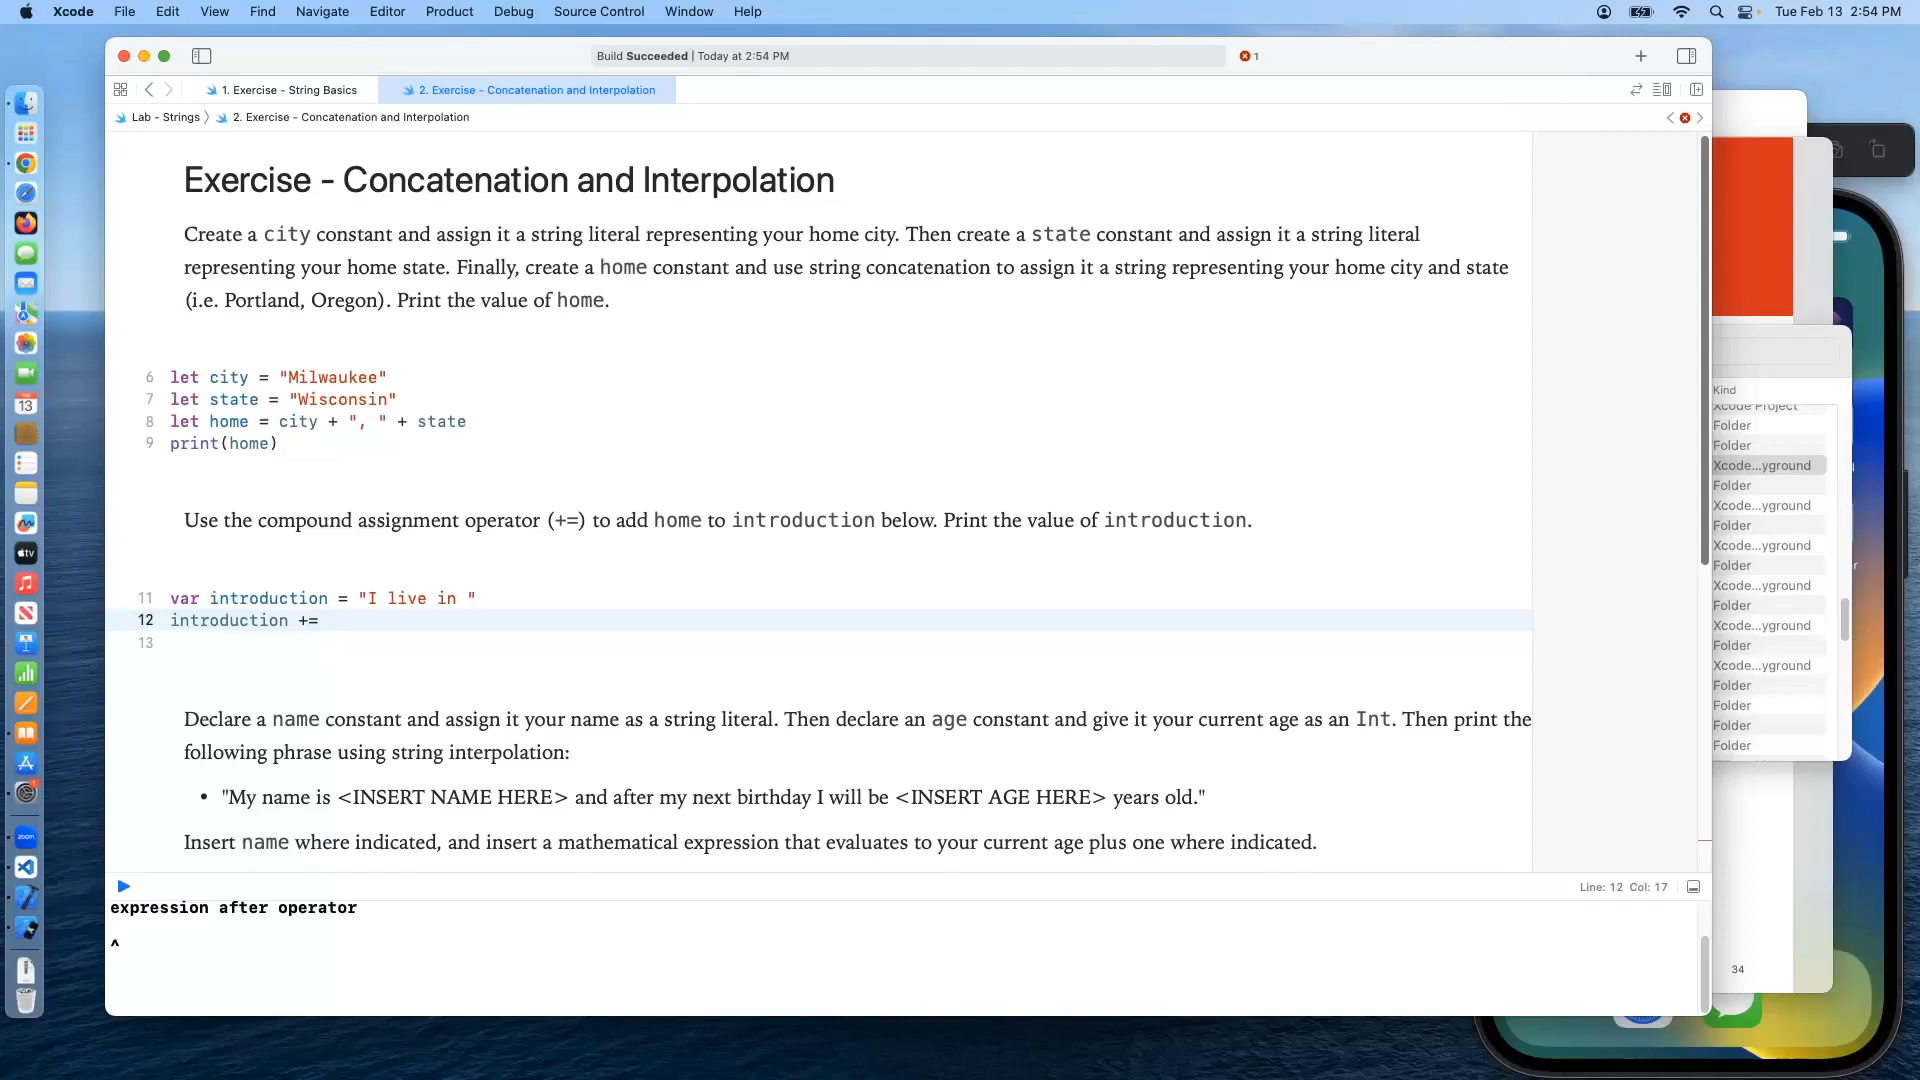 Xcode File Edit View Find Navigate Editor Product Debug Source Control Window Help Tue Feb 13 2:54 PM
Build Succeeded | Today at 2:54 PM 1
1. Exercise - String Basics 2. Exercise - Concatenation and Interpolation
Lab - Strings 2. Exercise - Concatenation and Interpolation
Exercise - Concatenation and Interpolation
Create a city constant and assign it a string literal representing your home city. Then create a state constant and assign it a string literal
representing your home state. Finally, create a home constant and use string concatenation to assign it a string representing your home city and state
(i.e. Portland, Oregon). Print the value of home.
6 let city = "Milwaukee"
7 let state = "Wisconsin"
8 let home = city + ", " + state
9 print(home)
Use the compound assignment operator (+=) to add home to introduction below. Print the value of introduction.
11 var introduction = "I live in "
12 introduction +=
13
Declare a name constant and assign it your name as a string literal. Then declare an age constant and give it your current age as an Int. Then print the
following phrase using string interpolation:
• "My name is <INSERT NAME HERE> and after my next birthday I will be <INSERT AGE HERE> years old."
Insert name where indicated, and insert a mathematical expression that evaluates to your current age plus one where indicated.
Line: 12 Col: 17
expression after operator
^
Kind
Xcode Project
Folder
Folder
Xcode...yground
Folder
Xcode...yground
Folder
Xcode...yground
Folder
Xcode...yground
Folder
Xcode...yground
Folder
Xcode...yground
Folder
Folder
Folder
Folder
34
13
tv
zoom